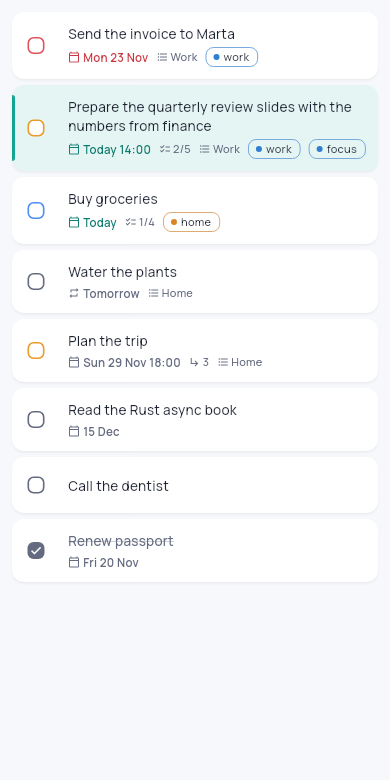 Send the invoice to Marta
Mon 23 Nov Work work
Prepare the quarterly review slides with the
numbers from finance
Today 14:00 2/5 Work work focus
Buy groceries
Today 1/4 home
Water the plants
Tomorrow Home
Plan the trip
Sun 29 Nov 18:00 3 Home
Read the Rust async book
15 Dec
Call the dentist
Renew passport
Fri 20 Nov